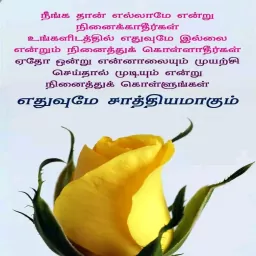 நீங்க தான் எல்லாமே என்று
நினைக்காதீர்கள்
உங்களிடத்தில் எதுவுமே இல்லை
என்றும் நினைத்துக் கொள்ளாதீர்கள்
ஏதோ ஒன்று என்னாலையும் முயற்சி
செய்தால் முடியும் என்று
நினைத்துக் கொள்ளுங்கள்
எதுவுமே சாத்தியமாகும்